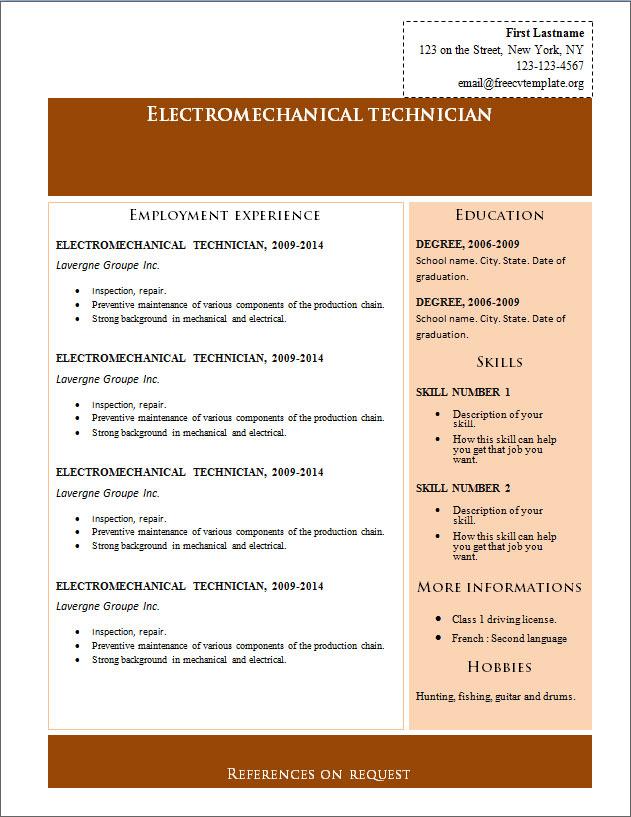 First Lastname
123 on the Street, New York, NY
123-123-4567
email@freecvtemplate.org
Electromechanical technician
Employment experience
ELECTROMECHANICAL TECHNICIAN, 2009-2014
Lavergne Groupe Inc.
• Inspection, repair.
• Preventive maintenance of various components of the production chain.
• Strong background in mechanical and electrical.
ELECTROMECHANICAL TECHNICIAN, 2009-2014
Lavergne Groupe Inc.
• Inspection, repair.
• Preventive maintenance of various components of the production chain.
• Strong background in mechanical and electrical.
ELECTROMECHANICAL TECHNICIAN, 2009-2014
Lavergne Groupe Inc.
• Inspection, repair.
• Preventive maintenance of various components of the production chain.
• Strong background in mechanical and electrical.
ELECTROMECHANICAL TECHNICIAN, 2009-2014
Lavergne Groupe Inc.
• Inspection, repair.
• Preventive maintenance of various components of the production chain.
• Strong background in mechanical and electrical.
Education
DEGREE, 2006-2009
School name. City. State. Date of
graduation.
DEGREE, 2006-2009
School name. City. State. Date of
graduation.
Skills
SKILL NUMBER 1
• Description of your
skill.
• How this skill can help
you get that job you
want.
SKILL NUMBER 2
• Description of your
skill.
• How this skill can help
you get that job you
want.
More informations
• Class 1 driving license.
• French : Second language
Hobbies
Hunting, fishing, guitar and drums.
References on request